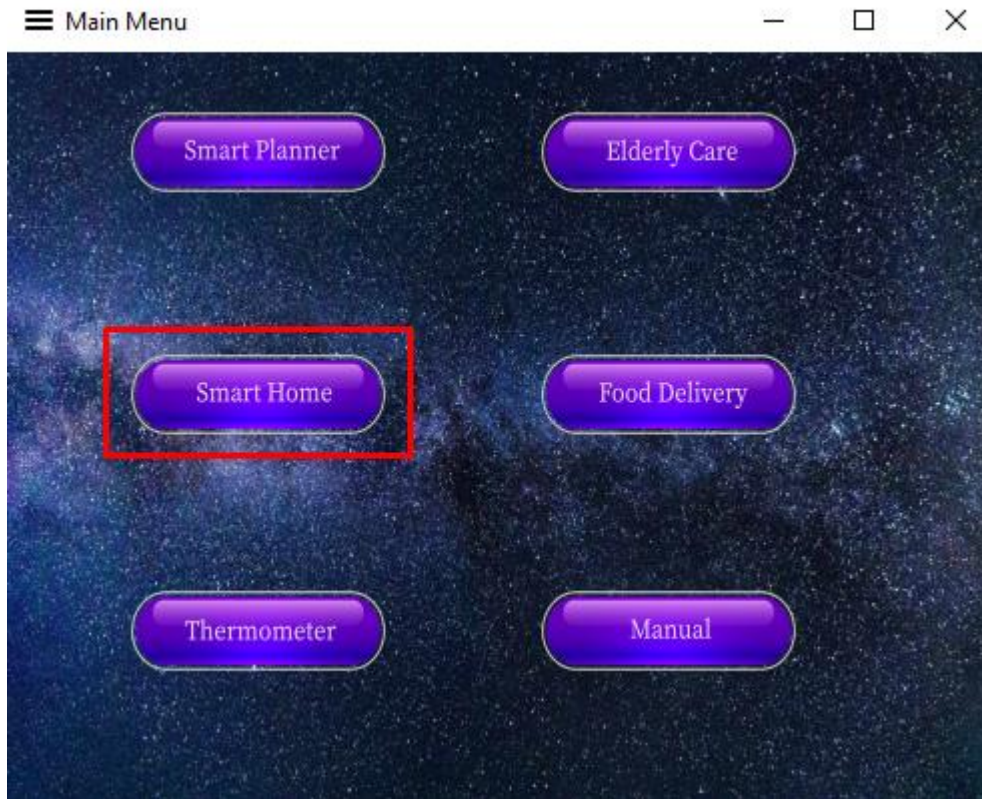 Main Menu
Smart Planner
Elderly Care
Smart Home
Food Delivery
Thermometer
Manual